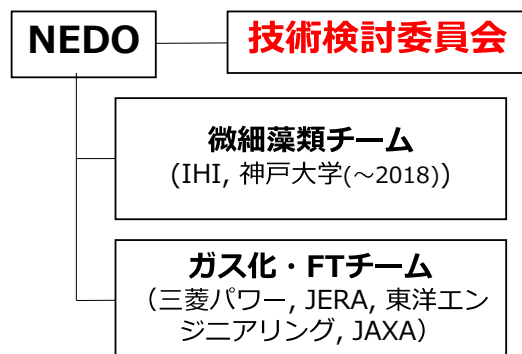 NEDO
技術検討委員会
微細藻類チーム
(IHI, 神戸大学(～2018))
ガス化・FTチーム
（三菱パワー, JERA, 東洋エン
ジニアリング, JAXA）